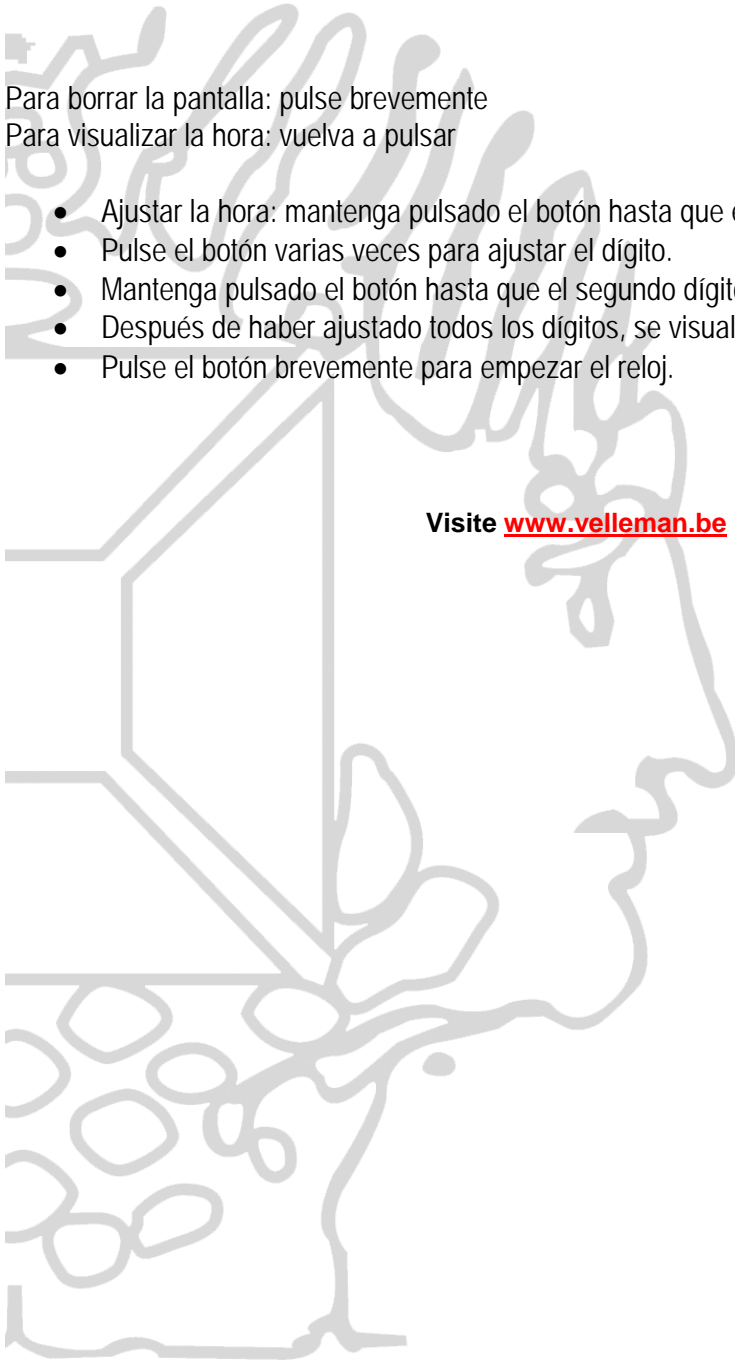 Para borrar la pantalla: pulse brevemente
Para visualizar la hora: vuelva a pulsar
• Ajustar la hora: mantenga pulsado el botón hasta que
• Pulse el botón varias veces para ajustar el dígito.
• Mantenga pulsado el botón hasta que el segundo
• Después de haber ajustado todos los dígitos, se
• Pulse el botón brevemente para empezar el reloj.
Visite www.velleman.be